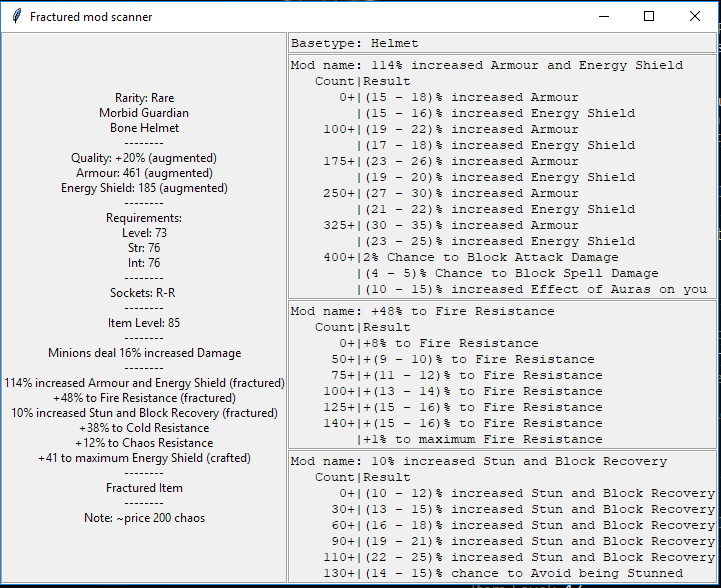 Fractured mod scanner
Rarity: Rare
Morbid Guardian
Bone Helmet
--------
Quality: +20% (augmented)
Armour: 461 (augmented)
Energy Shield: 185 (augmented)
--------
Requirements:
Level: 73
Str: 76
Int: 76
--------
Sockets: R-R
--------
Item Level: 85
--------
Minions deal 16% increased Damage
--------
114% increased Armour and Energy Shield (fractured)
+48% to Fire Resistance (fractured)
10% increased Stun and Block Recovery (fractured)
+38% to Cold Resistance
+12% to Chaos Resistance
+41 to maximum Energy Shield (crafted)
--------
Fractured Item
--------
Note: ~price 200 chaos
Basetype: Helmet
Mod name: 114% increased Armour and Energy Shield
Count|Result
0+|(15 - 18)% increased Armour
|(15 - 16)% increased Energy Shield
100+|(19 - 22)% increased Armour
|(17 - 18)% increased Energy Shield
175+|(23 - 26)% increased Armour
|(19 - 20)% increased Energy Shield
250+|(27 - 30)% increased Armour
|(21 - 22)% increased Energy Shield
325+|(30 - 35)% increased Armour
|(23 - 25)% increased Energy Shield
400+|2% Chance to Block Attack Damage
|(4 - 5)% Chance to Block Spell Damage
|(10 - 15)% increased Effect of Auras on you
Mod name: +48% to Fire Resistance
Count|Result
0+|+8% to Fire Resistance
50+|+(9 - 10)% to Fire Resistance
75+|+(11 - 12)% to Fire Resistance
100+|+(13 - 14)% to Fire Resistance
125+|+(15 - 16)% to Fire Resistance
140+|+(15 - 16)% to Fire Resistance
|+1% to maximum Fire Resistance
Mod name: 10% increased Stun and Block Recovery
Count|Result
0+|(10 - 12)% increased Stun and Block Recovery
30+|(13 - 15)% increased Stun and Block Recovery
60+|(16 - 18)% increased Stun and Block Recovery
90+|(19 - 21)% increased Stun and Block Recovery
110+|(22 - 25)% increased Stun and Block Recovery
130+|(14 - 15)% chance to Avoid being Stunned